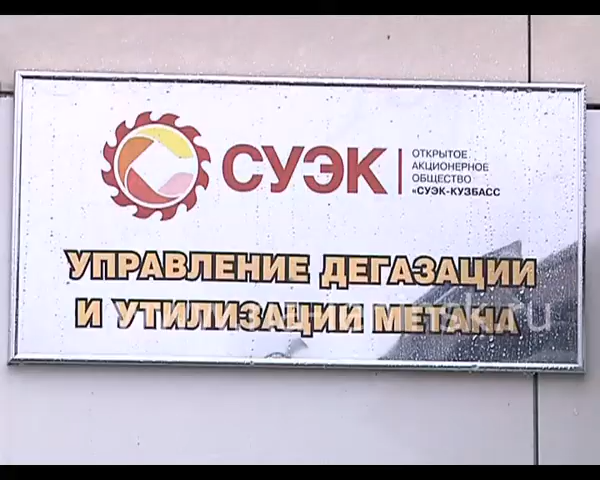 СУЭК
ОТКРЫТОЕ
АКЦИОНЕРНОЕ
ОБЩЕСТВО
«СУЭК-КУЗБАСС
УПРАВЛЕНИЕ ДЕГАЗАЦИИ
И УТИЛИЗАЦИИ МЕТАНА